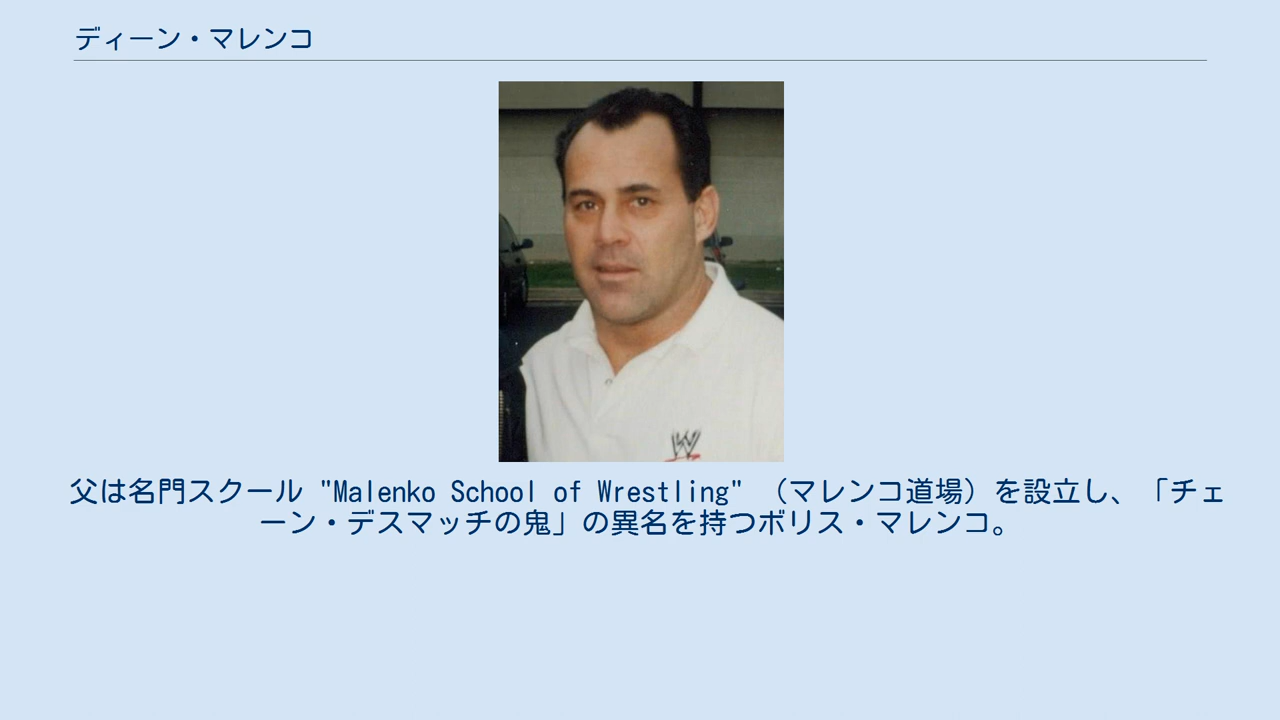 ディーン・マレンコ
W
父は名門スクール "Malenko School of Wrestling" （マレンコ道場）を設立し、「チェ
ーン・デスマッチの鬼」の異名を持つボリス・マレンコ。